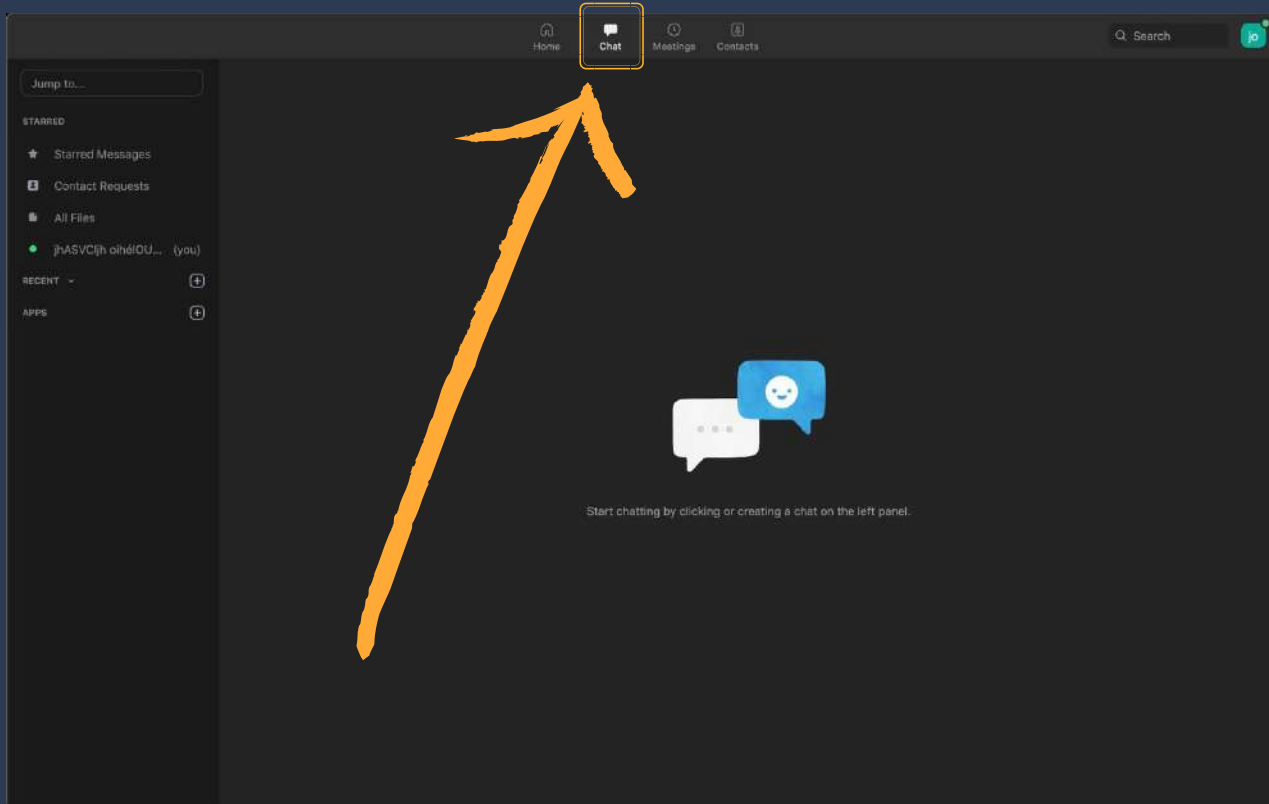 Home
Chat
Meetings
Contacts
Search
jo
Jump to...
STARRED
Starred Messages
Contact Requests
All Files
(you)
RECENT
APPS
Start chatting by clicking or creating a chat on the left panel.